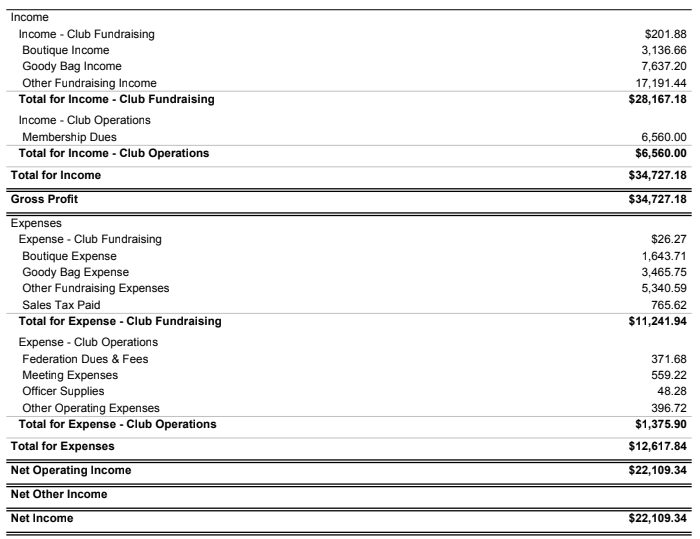 Income
Income - Club Fundraising $201.88
Boutique Income 3,136.66
Goody Bag Income 7,637.20
Other Fundraising Income 17,191.44
Total for Income - Club Fundraising $28,167.18
Income - Club Operations
Membership Dues 6,560.00
Total for Income - Club Operations $6,560.00
Total for Income $34,727.18
Gross Profit $34,727.18
Expenses
Expense - Club Fundraising $26.27
Boutique Expense 1,643.71
Goody Bag Expense 3,465.75
Other Fundraising Expenses 5,340.59
Sales Tax Paid 765.62
Total for Expense - Club Fundraising $11,241.94
Expense - Club Operations
Federation Dues & Fees 371.68
Meeting Expenses 559.22
Officer Supplies 48.28
Other Operating Expenses 396.72
Total for Expense - Club Operations $1,375.90
Total for Expenses $12,617.84
Net Operating Income $22,109.34
Net Other Income
Net Income $22,109.34